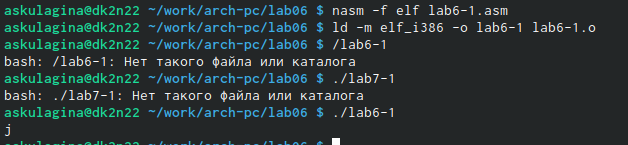 askulagina@dk2n22 ~/work/arch-pc/lab06 $ nasm -f elf lab6-1.asm
askulagina@dk2n22 ~/work/arch-pc/lab06 $ ld -m elf_i386 -o lab6-1 lab6-1.o
askulagina@dk2n22 ~/work/arch-pc/lab06 $ /lab6-1
bash: /lab6-1: Нет такого файла или каталога
askulagina@dk2n22 ~/work/arch-pc/lab06 $ ./lab7-1
bash: ./lab7-1: Нет такого файла или каталога
askulagina@dk2n22 ~/work/arch-pc/lab06 $ ./lab6-1
j
askulagina@dk2n22 ~/work/arch-pc/lab06 $